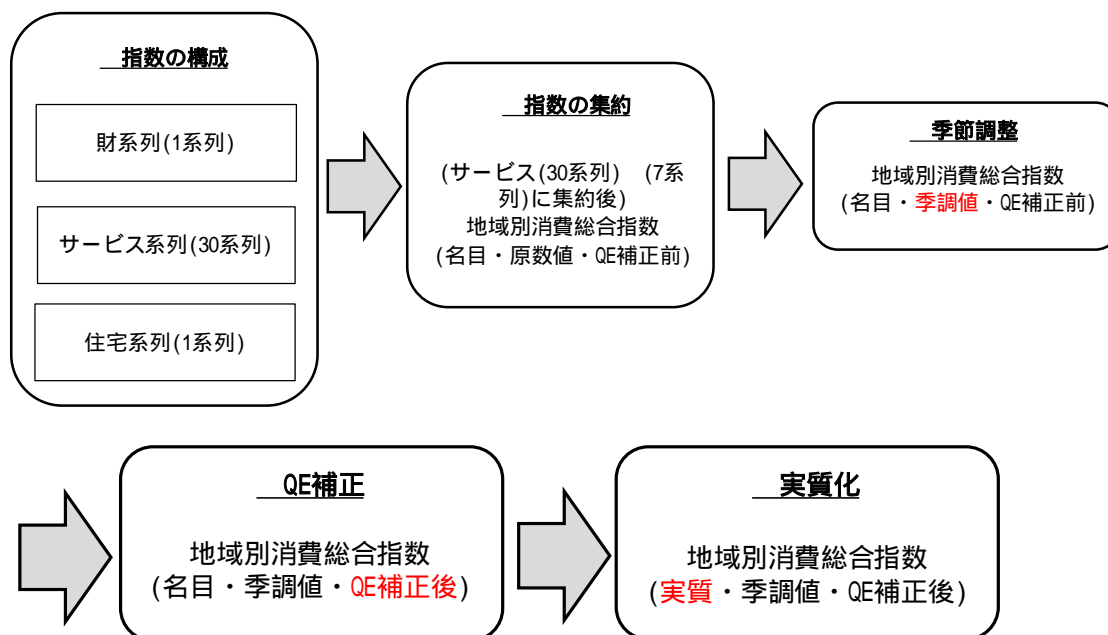 指数の構成
財系列(1系列)
サービス系列(30系列)
住宅系列(1系列)
指数の集約
(サービス(30系列) (7系
列)に集約後)
地域別消費総合指数
(名目・原数値・QE補正前)
季節調整
地域別消費総合指数
(名目・季調値・QE補正前)
QE補正
地域別消費総合指数
(名目・季調値・QE補正後)
実質化
地域別消費総合指数
(実質・季調値・QE補正後)